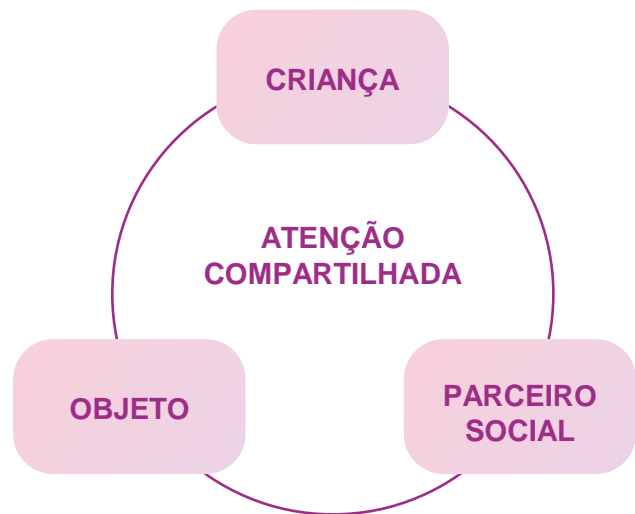 CRIANÇA
ATENÇÃO
COMPARTILHADA
OBJETO
PARCEIRO
SOCIAL